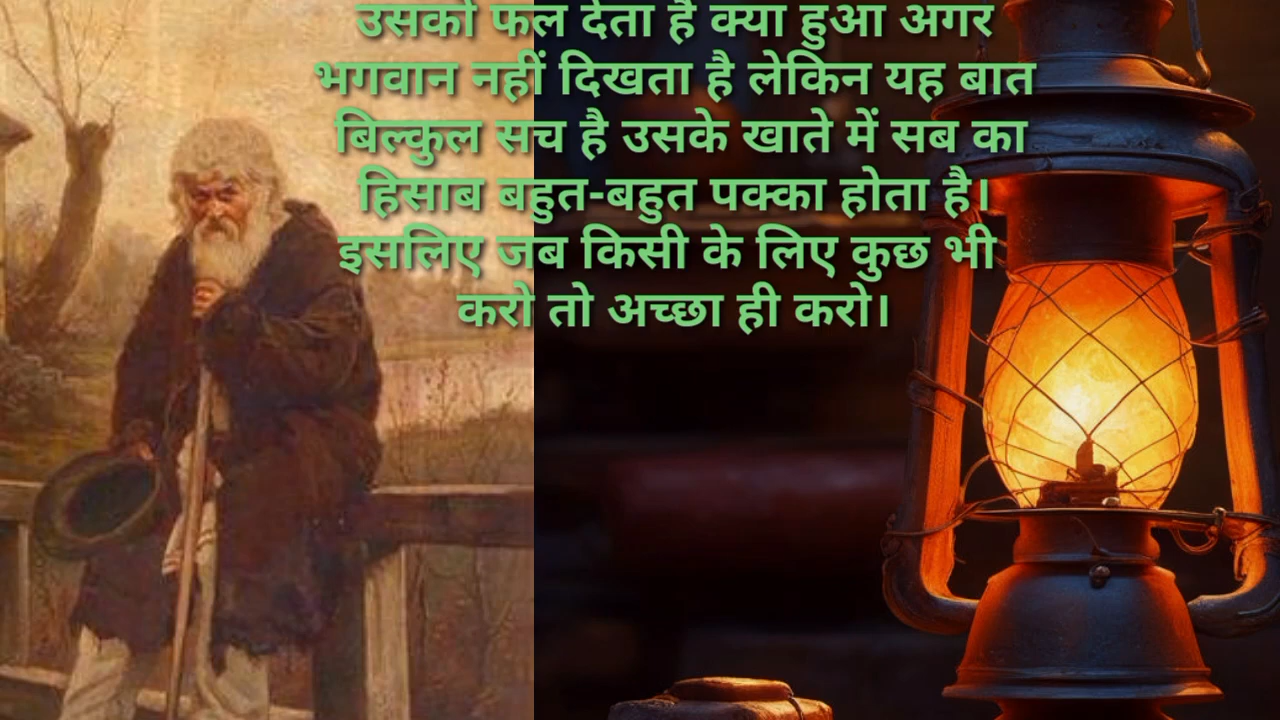 उसको फल देता है क्या हुआ अगर
भगवान नहीं दिखता है लेकिन यह बात
बिल्कुल सच है उसके खाते में सब का
हिसाब बहुत-बहुत पक्का होता है।
इसलिए जब किसी के लिए कुछ भी
करो तो अच्छा ही करो।